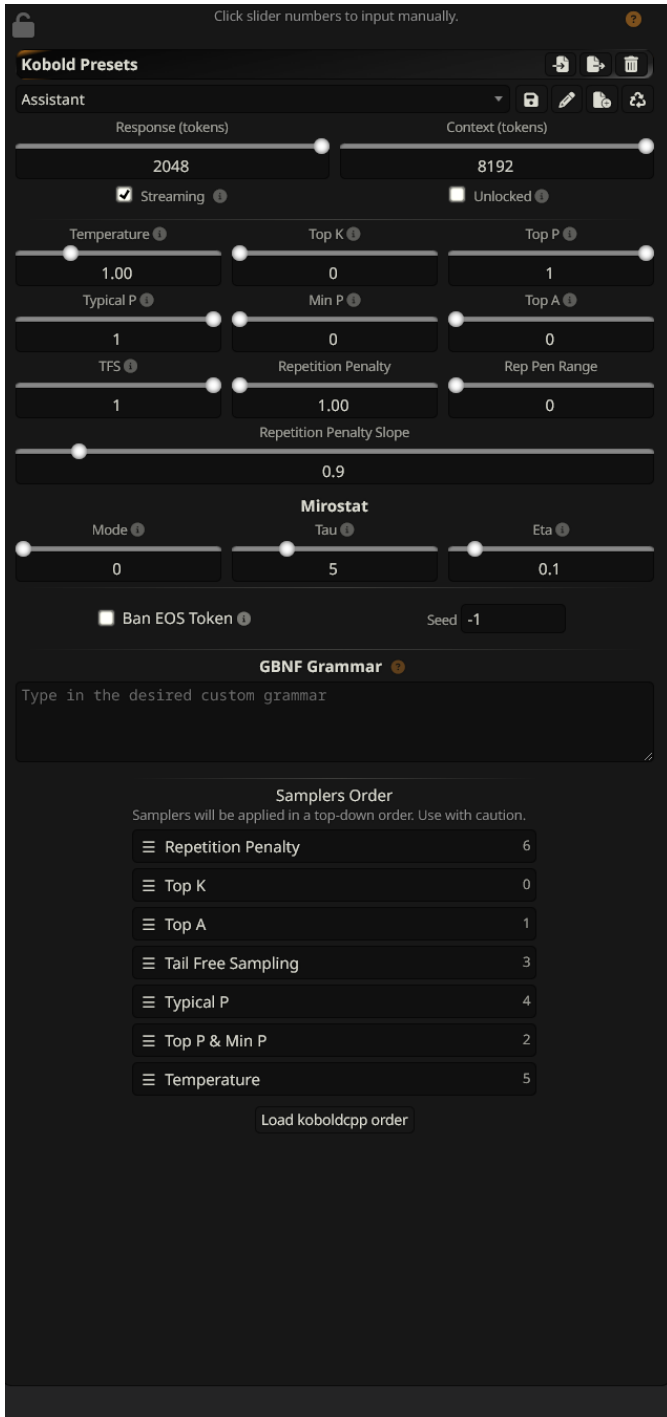 Click slider numbers to input manually.
Kobold Presets
Assistant
Response (tokens) Context (tokens)
2048 8192
Streaming Unlocked
Temperature Top K Top P
1.00 0 1
Typical P Min P Top A
1 0 0
TFS Repetition Penalty Rep Pen Range
1 1.00 0
Repetition Penalty Slope
0.9
Mirostat
Mode Tau Eta
0 5 0.1
Ban EOS Token Seed -1
GBNF Grammar
Type in the desired custom grammar
Samplers Order
Samplers will be applied in a top-down order. Use with caution.
Repetition Penalty 6
Top K 0
Top A 1
Tail Free Sampling 3
Typical P 4
Top P & Min P 2
Temperature 5
Load koboldcpp order